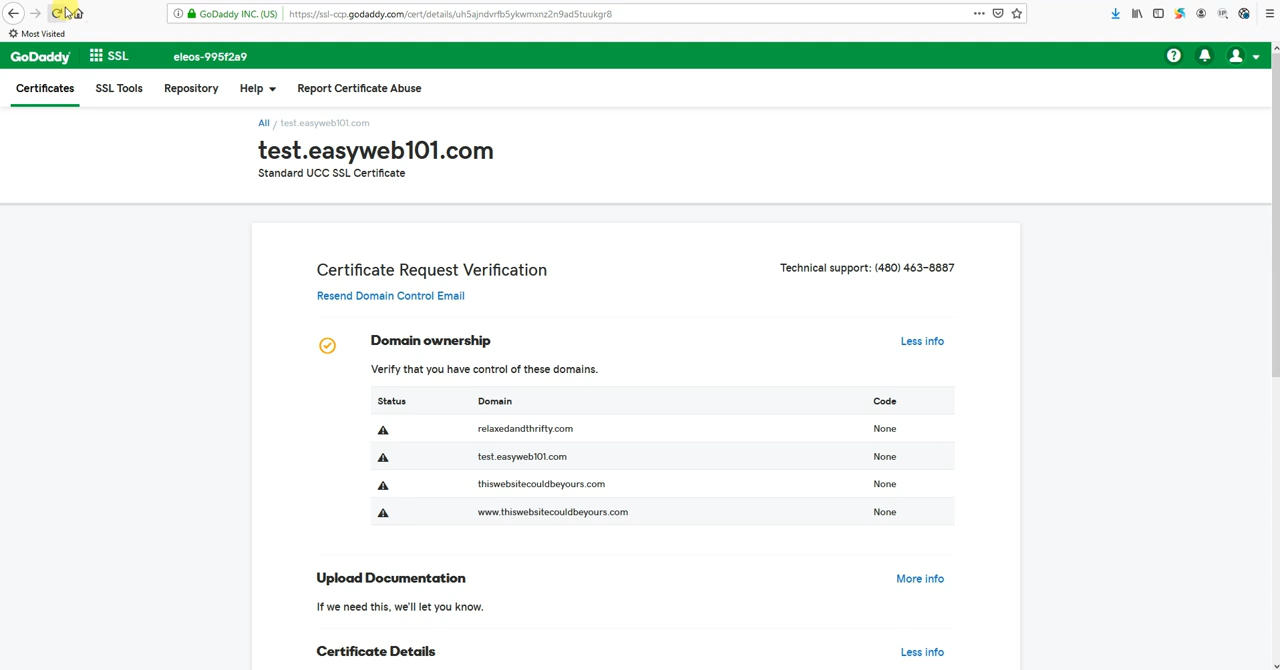 GoDaddy INC. (US) https://ssl-ccp.godaddy.com/cert/details/uh5ajndvrfb5ykwmxnz2n9ad5tuukgr8
Most Visited
GoDaddy SSL eleos-995f2a9
Certificates SSL Tools Repository Help Report Certificate Abuse
All / test.easyweb101.com
test.easyweb101.com
Standard UCC SSL Certificate
Certificate Request Verification Technical support: (480) 463-8887
Resend Domain Control Email
Domain ownership Less info
Verify that you have control of these domains.
Status Domain Code
relaxedandthrifty.com None
test.easyweb101.com None
thiswebsitecouldbeyours.com None
www.thiswebsitecouldbeyours.com None
Upload Documentation More info
If we need this, we'll let you know.
Certificate Details Less info